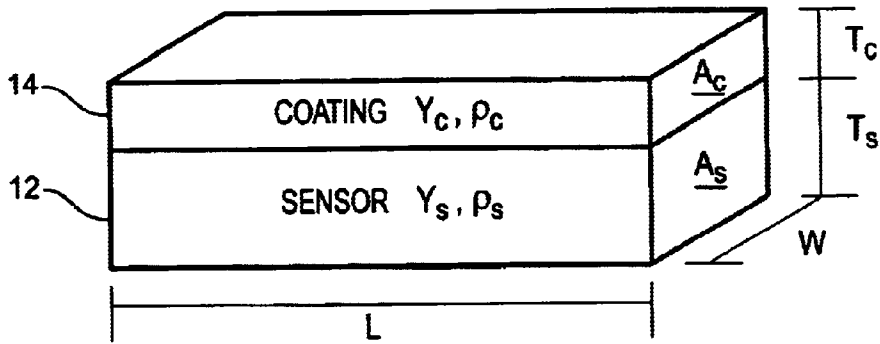 14
COATING Y_c, ρ_c
A_c
T_c
12
SENSOR Y_s, ρ_s
A_s
T_s
W
L